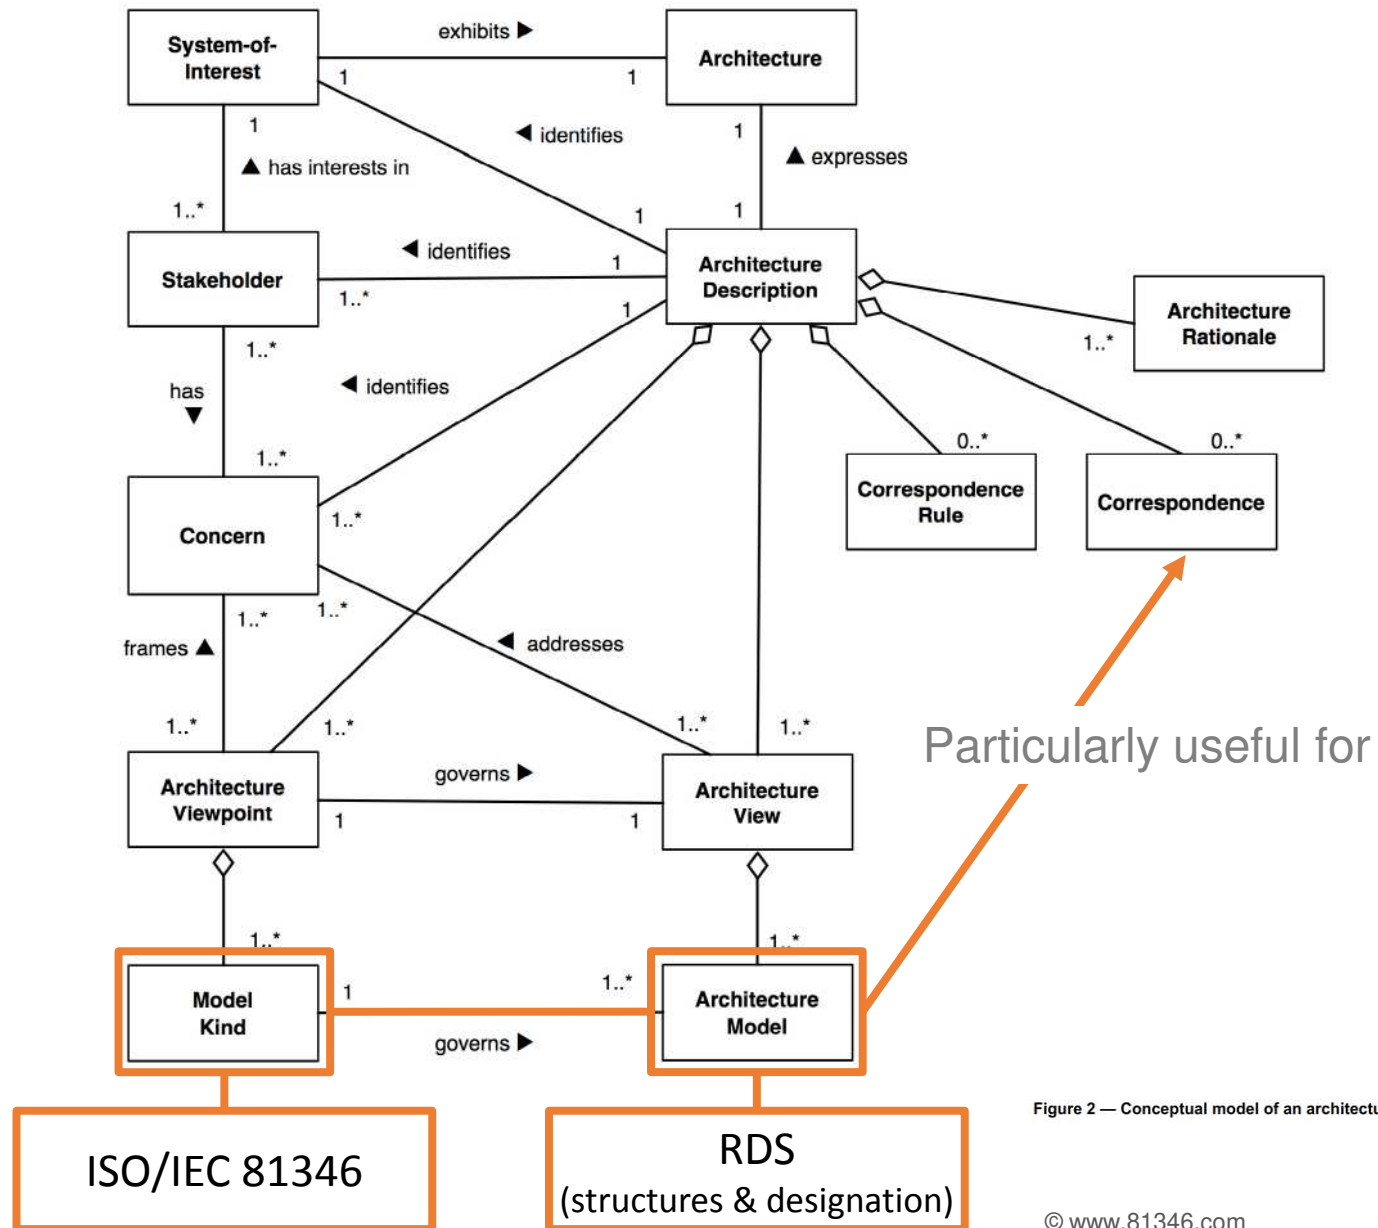 System-of-
Interest
exhibits ▶
1
1
Architecture
1
▲ has interests in
1..*
◀ identifies
1
1
▲ expresses
1
Stakeholder
◀ identifies
1..*
1
Architecture
Description
1..*
has
▼
1..*
◀ identifies
1
1..*
Architecture
Rationale
1..*
Concern
0..*
Correspondence
Rule
0..*
Correspondence
1..*
1..*
frames ▲
1..*
◀ addresses
1..*
1..*
1..*
Particularly useful for
Architecture
Viewpoint
governs ▶
1
1
Architecture
View
1..*
1..*
Model
Kind
1
1..*
governs ▶
Architecture
Model
Figure 2 — Conceptual model of an architectu
ISO/IEC 81346
RDS
(structures & designation)
© www.81346.com